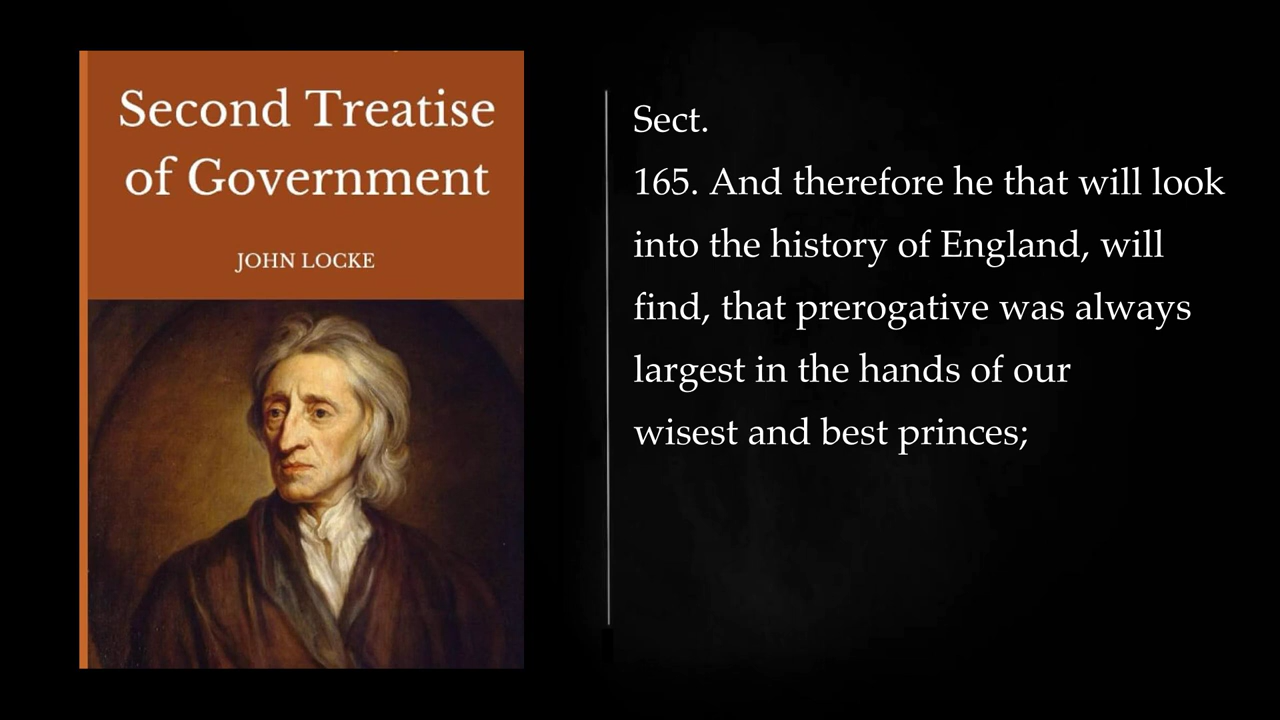 Second Treatise
of Government
JOHN LOCKE
Sect.
165. And therefore he that will look
into the history of England, will
find, that prerogative was always
largest in the hands of our
wisest and best princes;